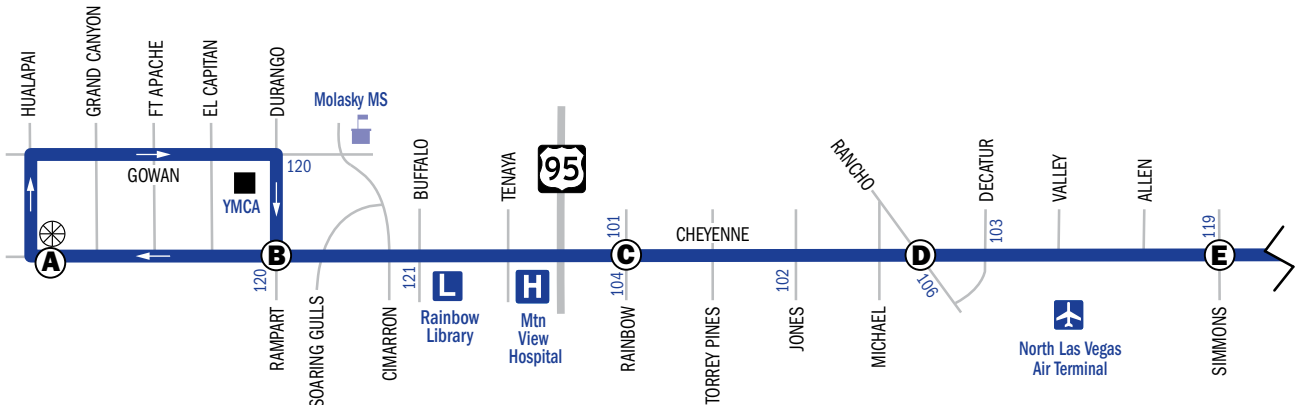 HUALAPAI
GRAND CANYON
FT APACHE
EL CAPITAN
DURANGO
Molasky MS
BUFFALO
TENAYA
95
RANCHO
DECATUR
VALLEY
ALLEN
120
GOWAN
YMCA
101
CHEYENNE
103
119
A
B
C
D
E
120
121
L
H
104
102
106
RAMPART
SOARING GULLS
CIMARRON
Rainbow
Library
Mtn
View
Hospital
RAINBOW
TORREY PINES
JONES
MICHAEL
North Las Vegas
Air Terminal
SIMMONS